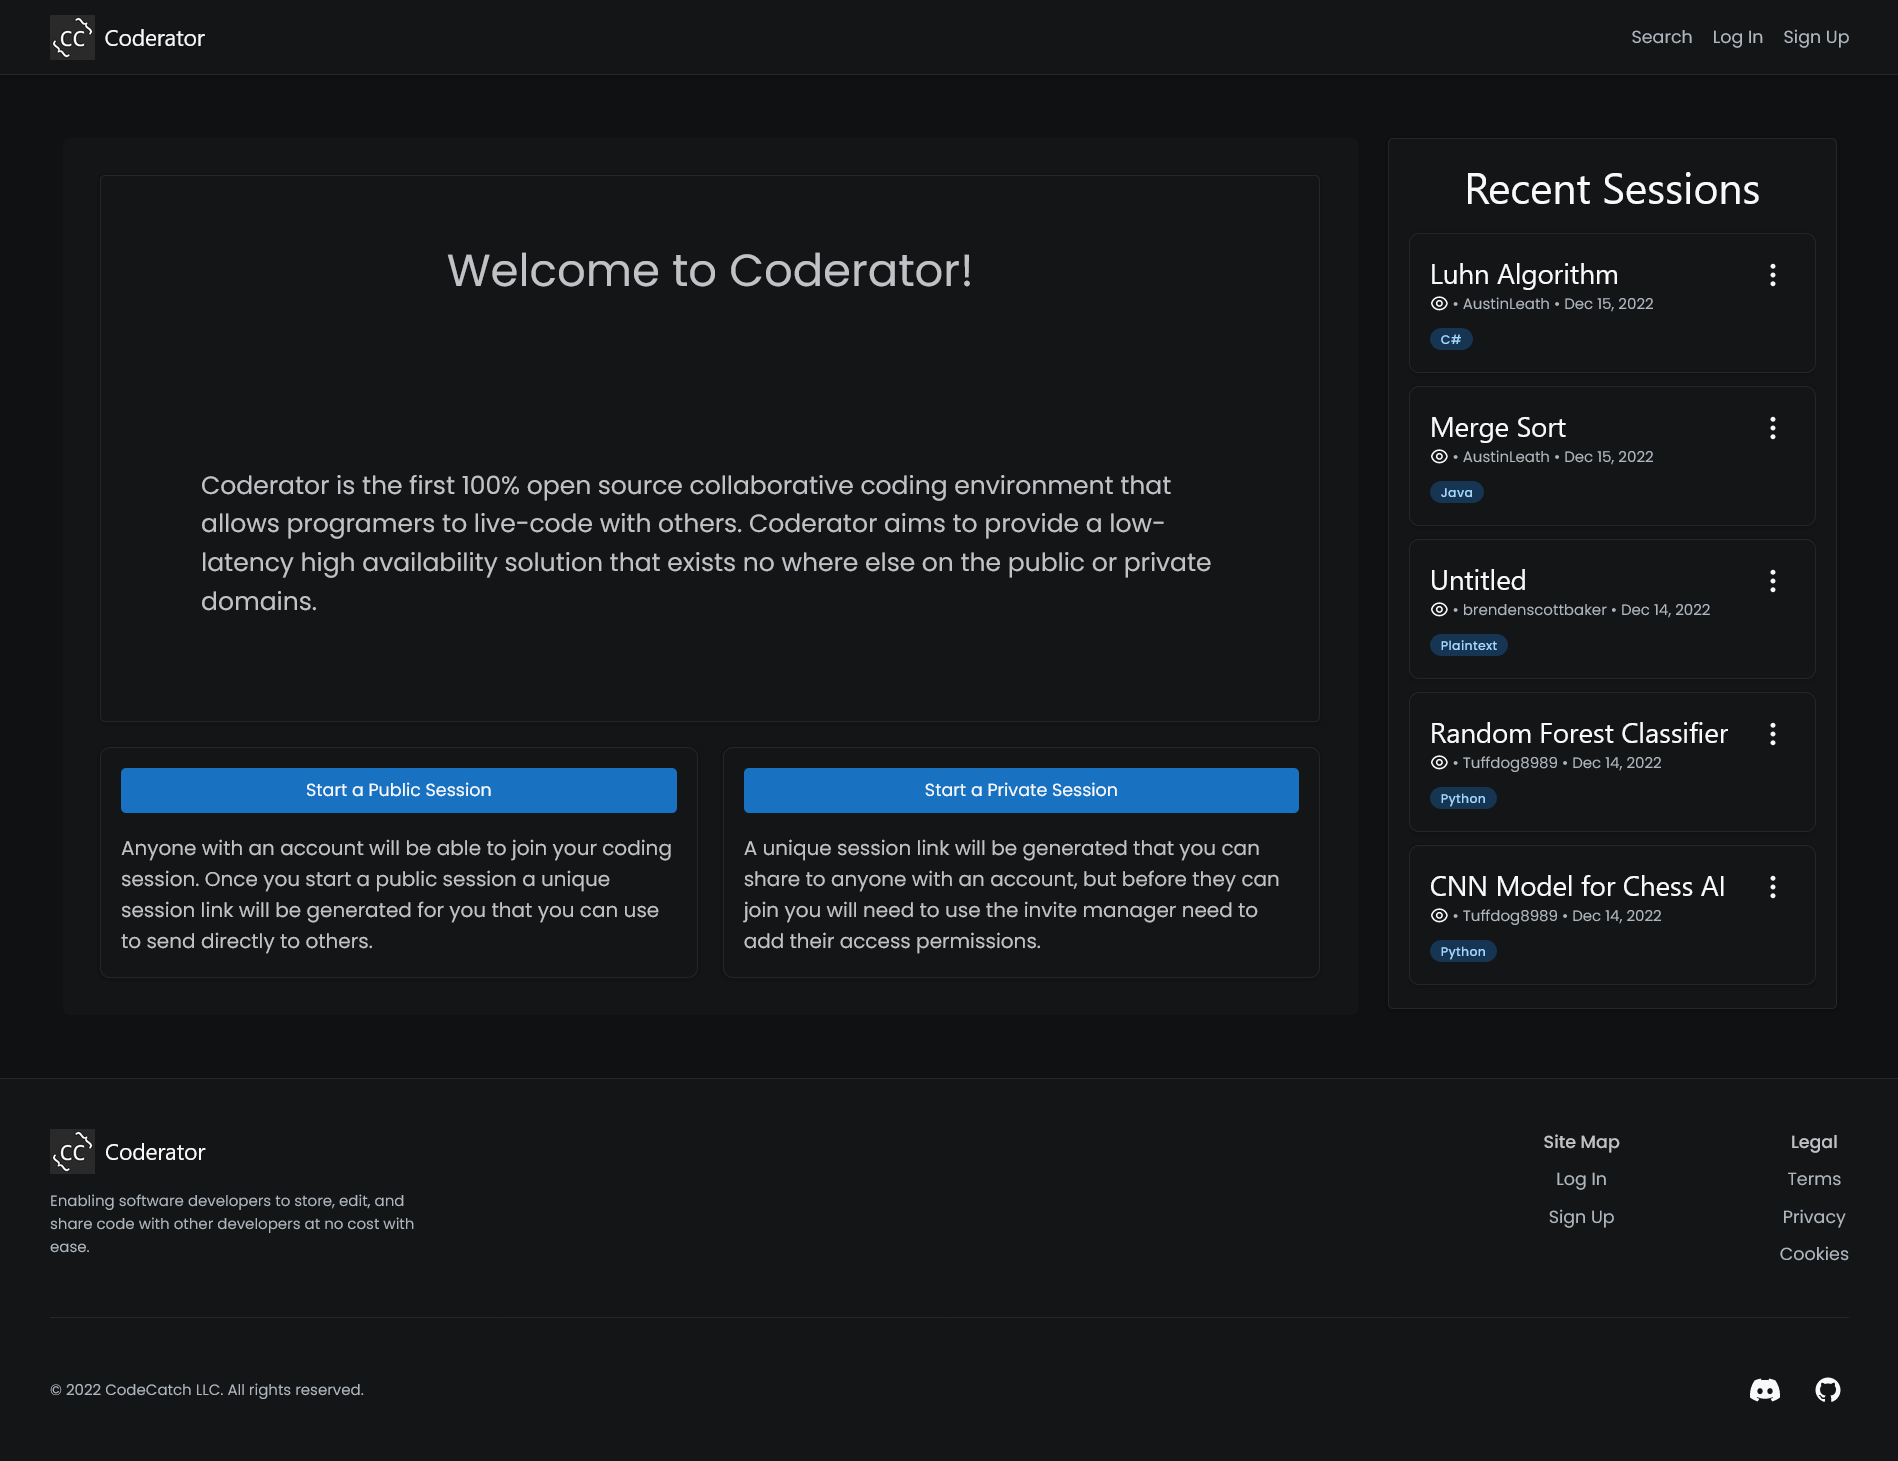 CC Coderator
Search Log In Sign Up
Welcome to Coderator!
Coderator is the first 100% open source collaborative coding environment that
allows programers to live-code with others. Coderator aims to provide a low-
latency high availability solution that exists no where else on the public or private
domains.
Start a Public Session
Anyone with an account will be able to join your coding
session. Once you start a public session a unique
session link will be generated for you that you can use
to send directly to others.
Start a Private Session
A unique session link will be generated that you can
share to anyone with an account, but before they can
join you will need to use the invite manager need to
add their access permissions.
Recent Sessions
Luhn Algorithm
• AustinLeath • Dec 15, 2022
C#
Merge Sort
• AustinLeath • Dec 15, 2022
Java
Untitled
• brendenscottbaker • Dec 14, 2022
Plaintext
Random Forest Classifier
• Tuffdog8989 • Dec 14, 2022
Python
CNN Model for Chess AI
• Tuffdog8989 • Dec 14, 2022
Python
CC Coderator
Enabling software developers to store, edit, and
share code with other developers at no cost with
ease.
Site Map
Log In
Sign Up
Legal
Terms
Privacy
Cookies
© 2022 CodeCatch LLC. All rights reserved.